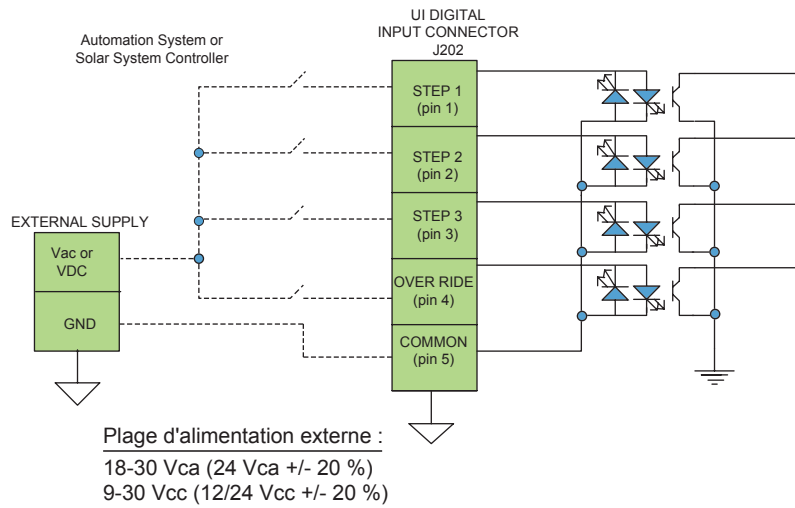 UI DIGITAL
INPUT CONNECTOR
J202
Automation System or
Solar System Controller
STEP 1
(pin 1)
STEP 2
(pin 2)
STEP 3
(pin 3)
EXTERNAL SUPPLY
Vac or
VDC
OVER RIDE
(pin 4)
GND
COMMON
(pin 5)
Plage d'alimentation externe :
18-30 Vca (24 Vca +/- 20 %)
9-30 Vcc (12/24 Vcc +/- 20 %)